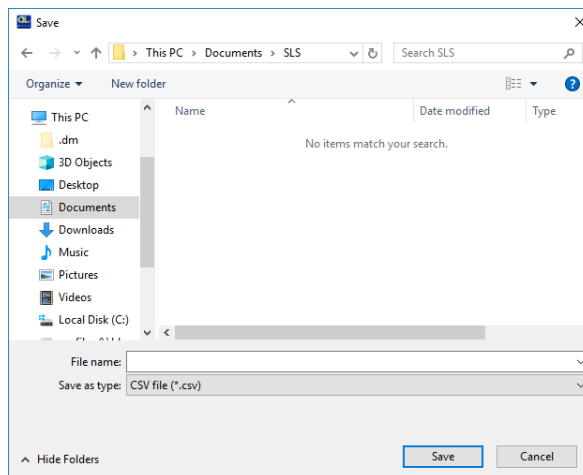 Save
This PC > Documents > SLS
Search SLS
Organize
New folder
Name
Date modified
Type
No items match your search.
This PC
.dm
3D Objects
Desktop
Documents
Downloads
Music
Pictures
Videos
Local Disk (C:)
File name:
Save as type: CSV file (*.csv)
Hide Folders
Save
Cancel